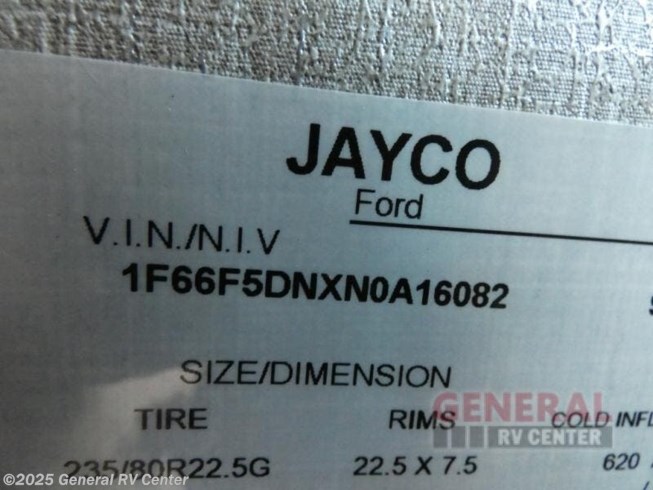 JAYCO
Ford
V.I.N./N.I.V
1F66F5DNXN0A16082
SIZE/DIMENSION
TIRE RIMS COLD INFL
235/80R22.5G 22.5 X 7.5 620
GENERAL
RV CENTER
©2025 General RV Center